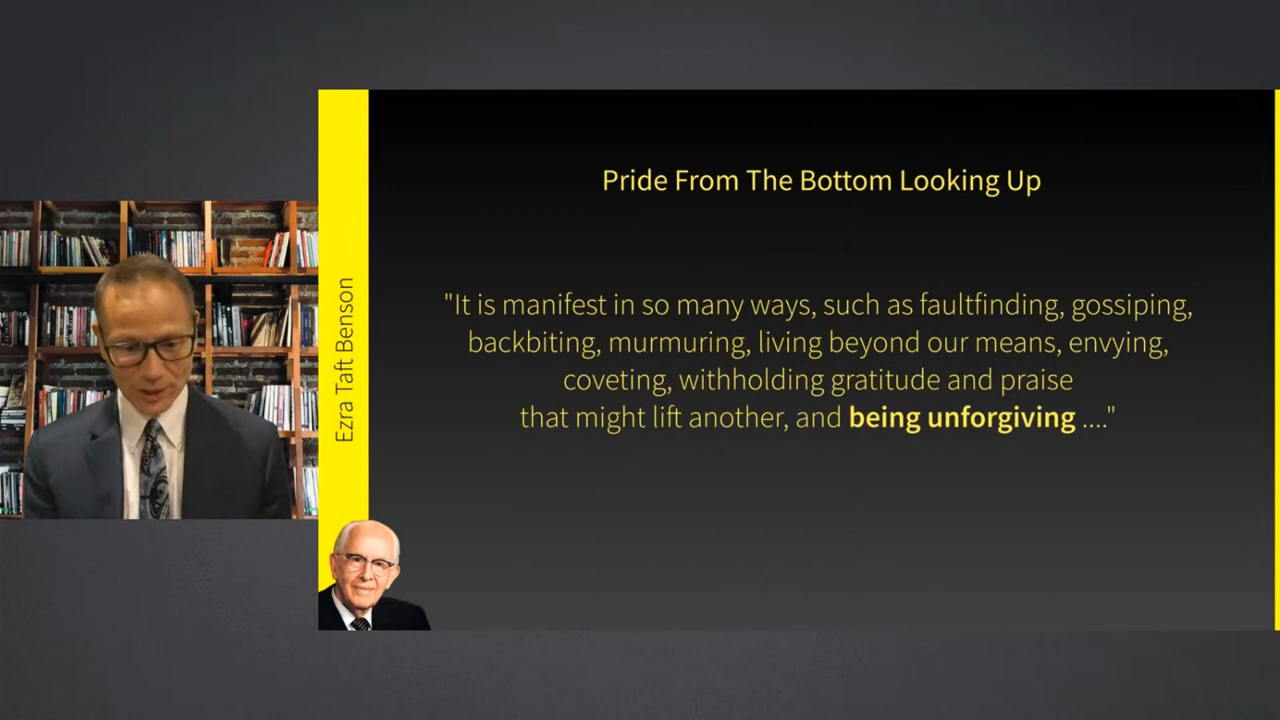 Pride From The Bottom Looking Up
"It is manifest in so many ways, such as faultfinding, gossiping,
backbiting, murmuring, living beyond our means, envying,
coveting, withholding gratitude and praise
that might lift another, and being unforgiving ...."
Ezra Taft Benson